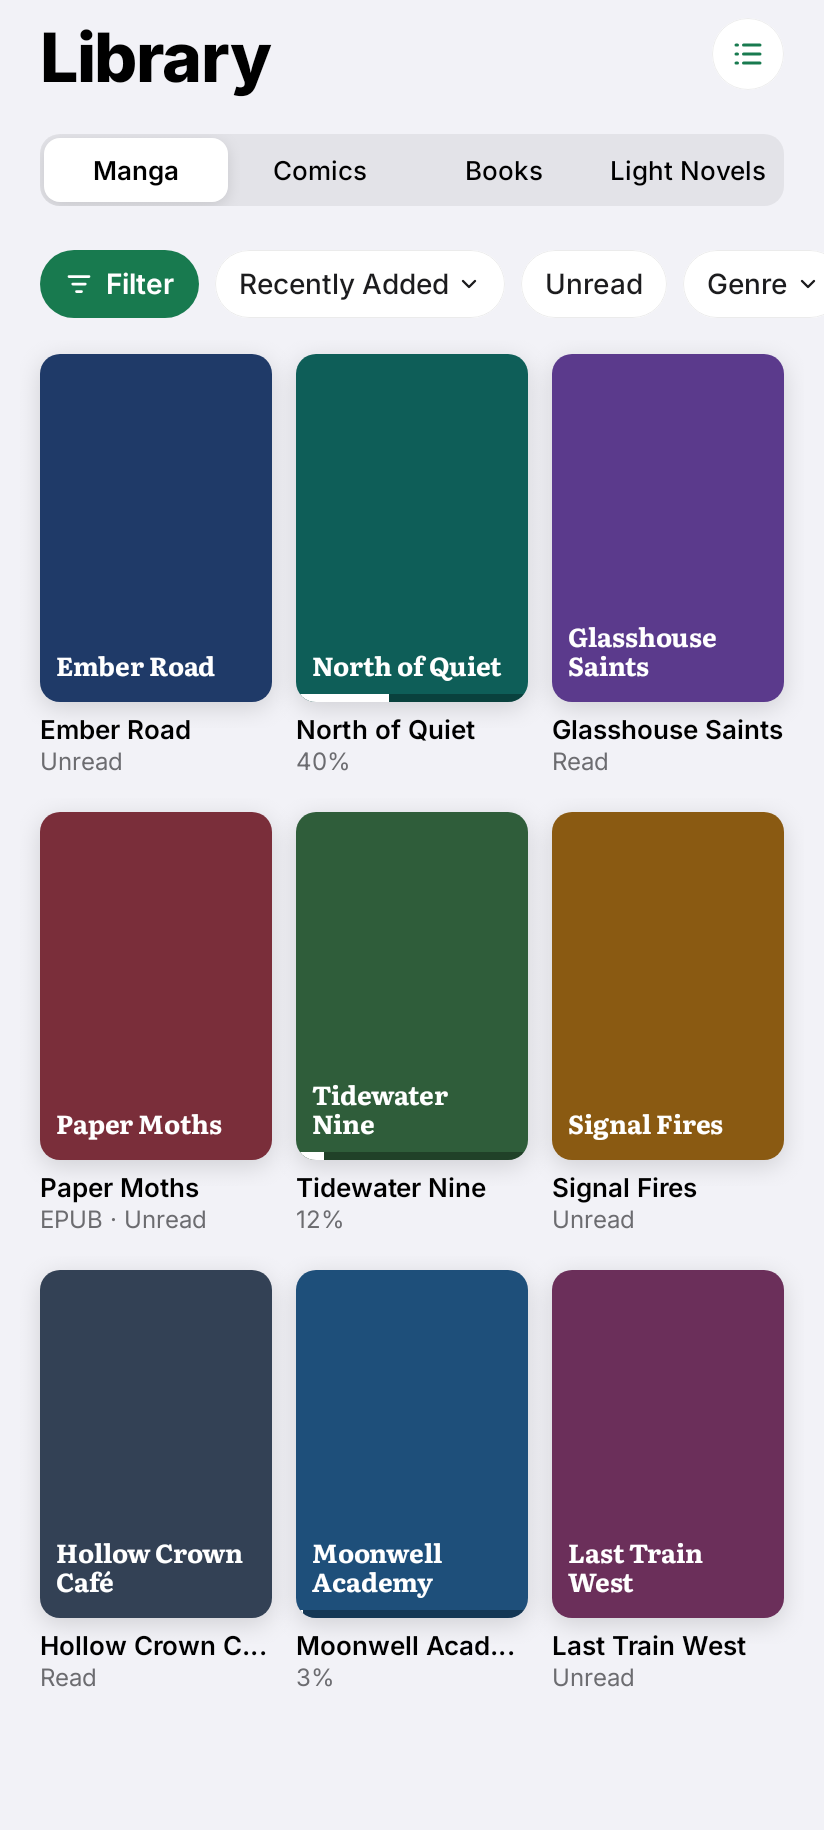 Library
Manga
Comics
Books
Light Novels
Filter
Recently Added
Unread
Genre
Ember Road
North of Quiet
Glasshouse
Saints
Ember Road
North of Quiet
Glasshouse Saints
Unread
40%
Read
Paper Moths
Tidewater
Nine
Signal Fires
Paper Moths
Tidewater Nine
Signal Fires
EPUB · Unread
12%
Unread
Hollow Crown
Café
Moonwell
Academy
Last Train
West
Hollow Crown C...
Moonwell Acad...
Last Train West
Read
3%
Unread